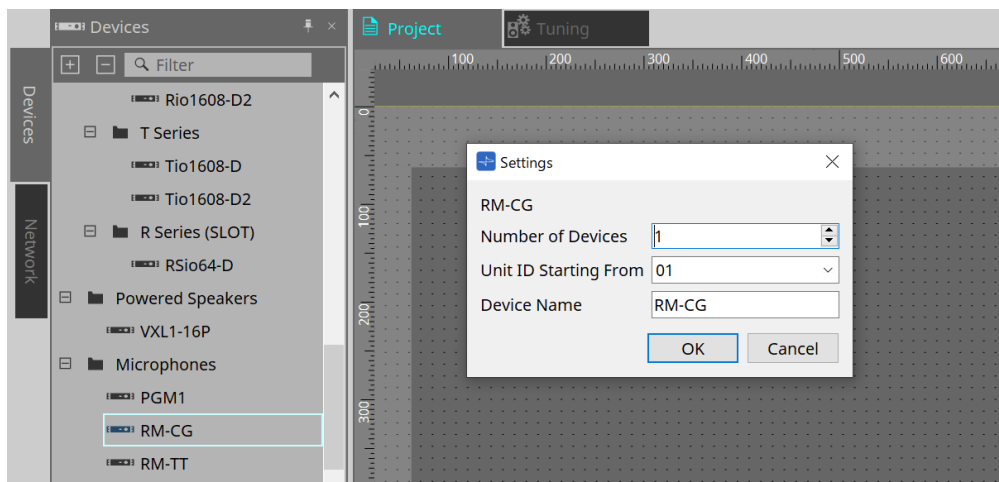 Devices
Filter
Rio1608-D2
T Series
Tio1608-D
Tio1608-D2
R Series (SLOT)
RSio64-D
Powered Speakers
VXL1-16P
Microphones
PGM1
RM-CG
RM-TT
Devices
Network
Project
Tuning
100 200 300 400 500 600
0
100
200
300
Settings
RM-CG
Number of Devices 1
Unit ID Starting From 01
Device Name RM-CG
OK Cancel